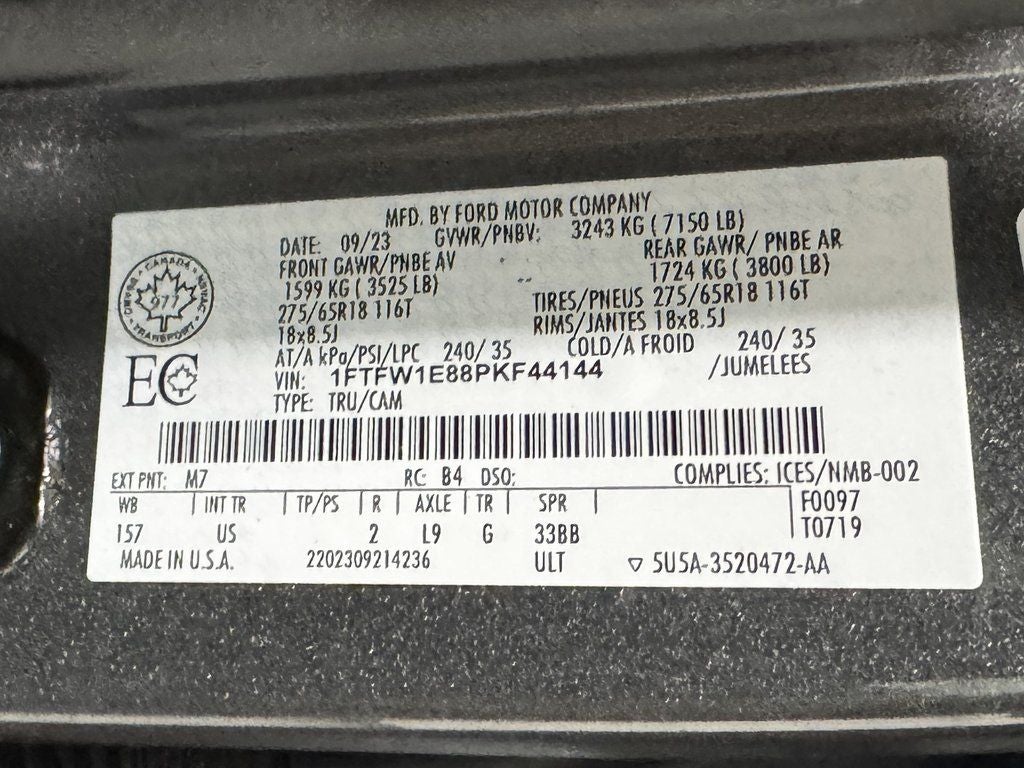 MFD. BY FORD MOTOR COMPANY
DATE: 09/23 GVWR/PNBV: 3243 KG ( 7150 LB)
FRONT GAWR/PNBE AV REAR GAWR/ PNBE AR
1599 KG ( 3525 LB) 1724 KG ( 3800 LB)
275/65R18 116T TIRES/PNEUS 275/65R18 116T
18x8.5J RIMS/JANTES 18x8.5J
AT/A kPa/PSI/LPC 240/ 35 COLD/A FROID 240/ 35
VIN: 1FTFW1E88PKF44144 /JUMELEES
TYPE: TRU/CAM
CANADA
977
TRANSPORT
EC
EXT PNT: M7 RC: B4 DSO: COMPLIES: ICES/NMB-002
WB | INT TR | TP/PS | R | AXLE | TR | SPR | F0097
157 US 2 L9 G 33BB T0719
MADE IN U.S.A. 2202309214236 ULT ▽ 5U5A-3520472-AA